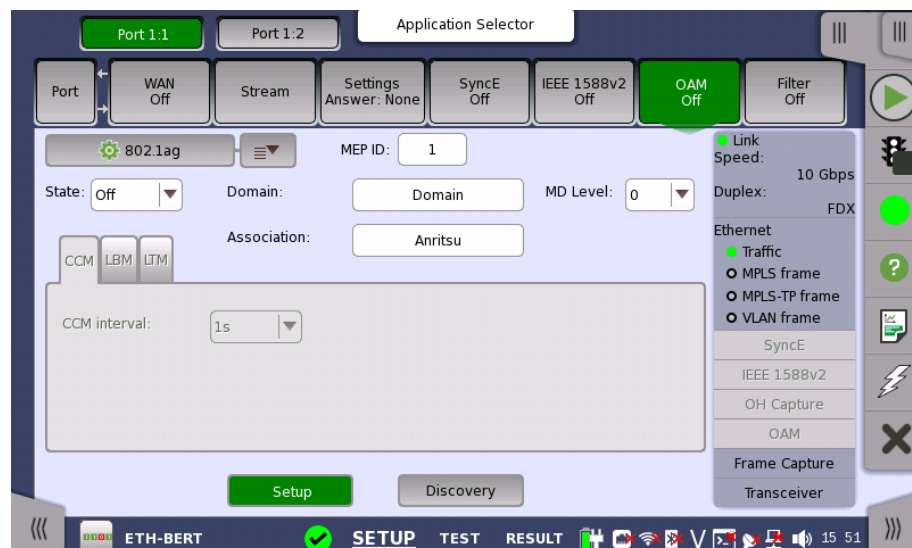 Application Selector
Port 1:1
Port 1:2
Port
WAN
Off
Stream
Settings
Answer: None
SyncE
Off
IEEE 1588v2
Off
OAM
Off
Filter
Off
802.1ag
MEP ID:
1
State:
Off
Domain:
Domain
MD Level:
0
Association:
Anritsu
CCM
LBM
LTM
CCM interval:
1s
Setup
Discovery
Link
Speed:
10 Gbps
Duplex:
FDX
Ethernet
Traffic
MPLS frame
MPLS-TP frame
VLAN frame
SyncE
IEEE 1588v2
OH Capture
OAM
Frame Capture
Transceiver
ETH-BERT
SETUP
TEST
RESULT
15 51